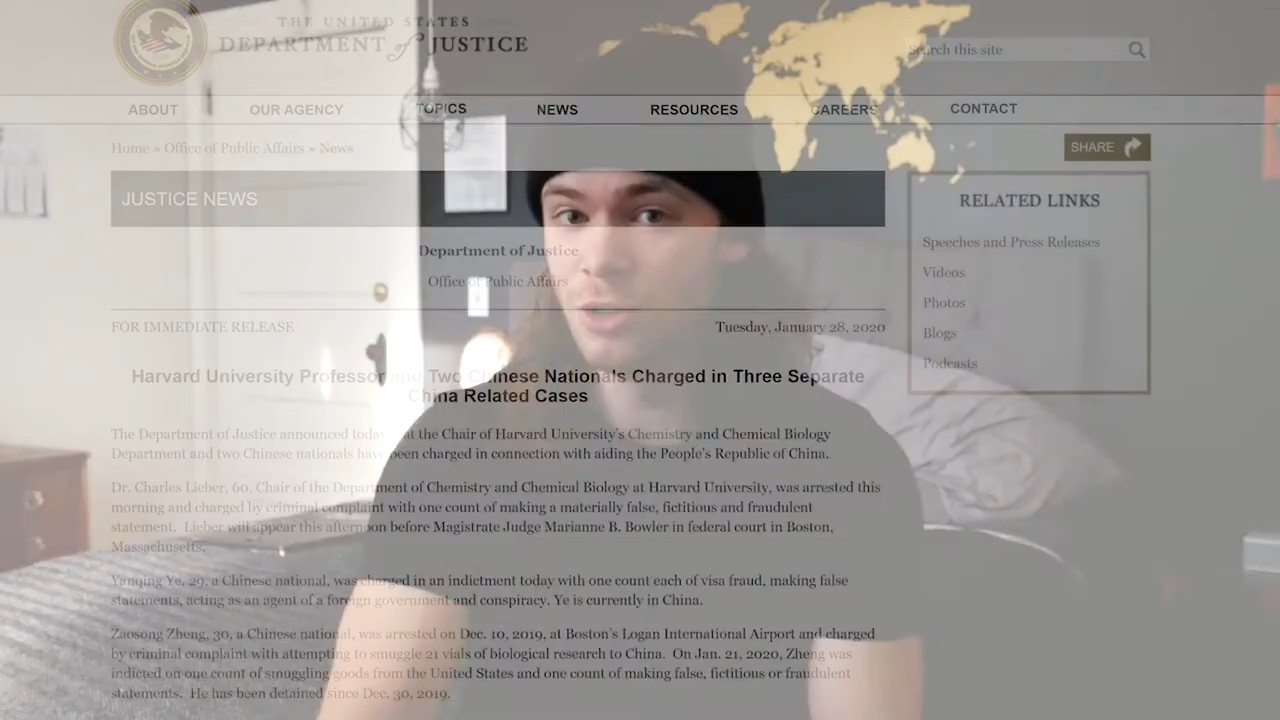 THE UNITED STATES
DEPARTMENT of JUSTICE
Search this site
ABOUT OUR AGENCY TOPICS NEWS RESOURCES CAREERS CONTACT
Home » Office of Public Affairs » News
SHARE
JUSTICE NEWS
RELATED LINKS
Speeches and Press Releases
Videos
Photos
Blogs
Podcasts
Department of Justice
Office of Public Affairs
FOR IMMEDIATE RELEASE
Tuesday, January 28, 2020
Harvard University Professor and Two Chinese Nationals Charged in Three Separate
China Related Cases
The Department of Justice announced today that the Chair of Harvard University's Chemistry and Chemical Biology
Department and two Chinese nationals have been charged in connection with aiding the People's Republic of China.
Dr. Charles Lieber, 60, Chair of the Department of Chemistry and Chemical Biology at Harvard University, was arrested this
morning and charged by criminal complaint with one count of making a materially false, fictitious and fraudulent
statement. Lieber will appear this afternoon before Magistrate Judge Marianne B. Bowler in federal court in Boston,
Massachusetts.
Yanqing Ye, 29, a Chinese national, was charged in an indictment today with one count each of visa fraud, making false
statements, acting as an agent of a foreign government and conspiracy. Ye is currently in China.
Zaosong Zheng, 30, a Chinese national, was arrested on Dec. 10, 2019, at Boston's Logan International Airport and charged
by criminal complaint with attempting to smuggle 21 vials of biological research to China. On Jan. 21, 2020, Zheng was
indicted on one count of smuggling goods from the United States and one count of making false, fictitious or fraudulent
statements. He has been detained since Dec. 30, 2019.